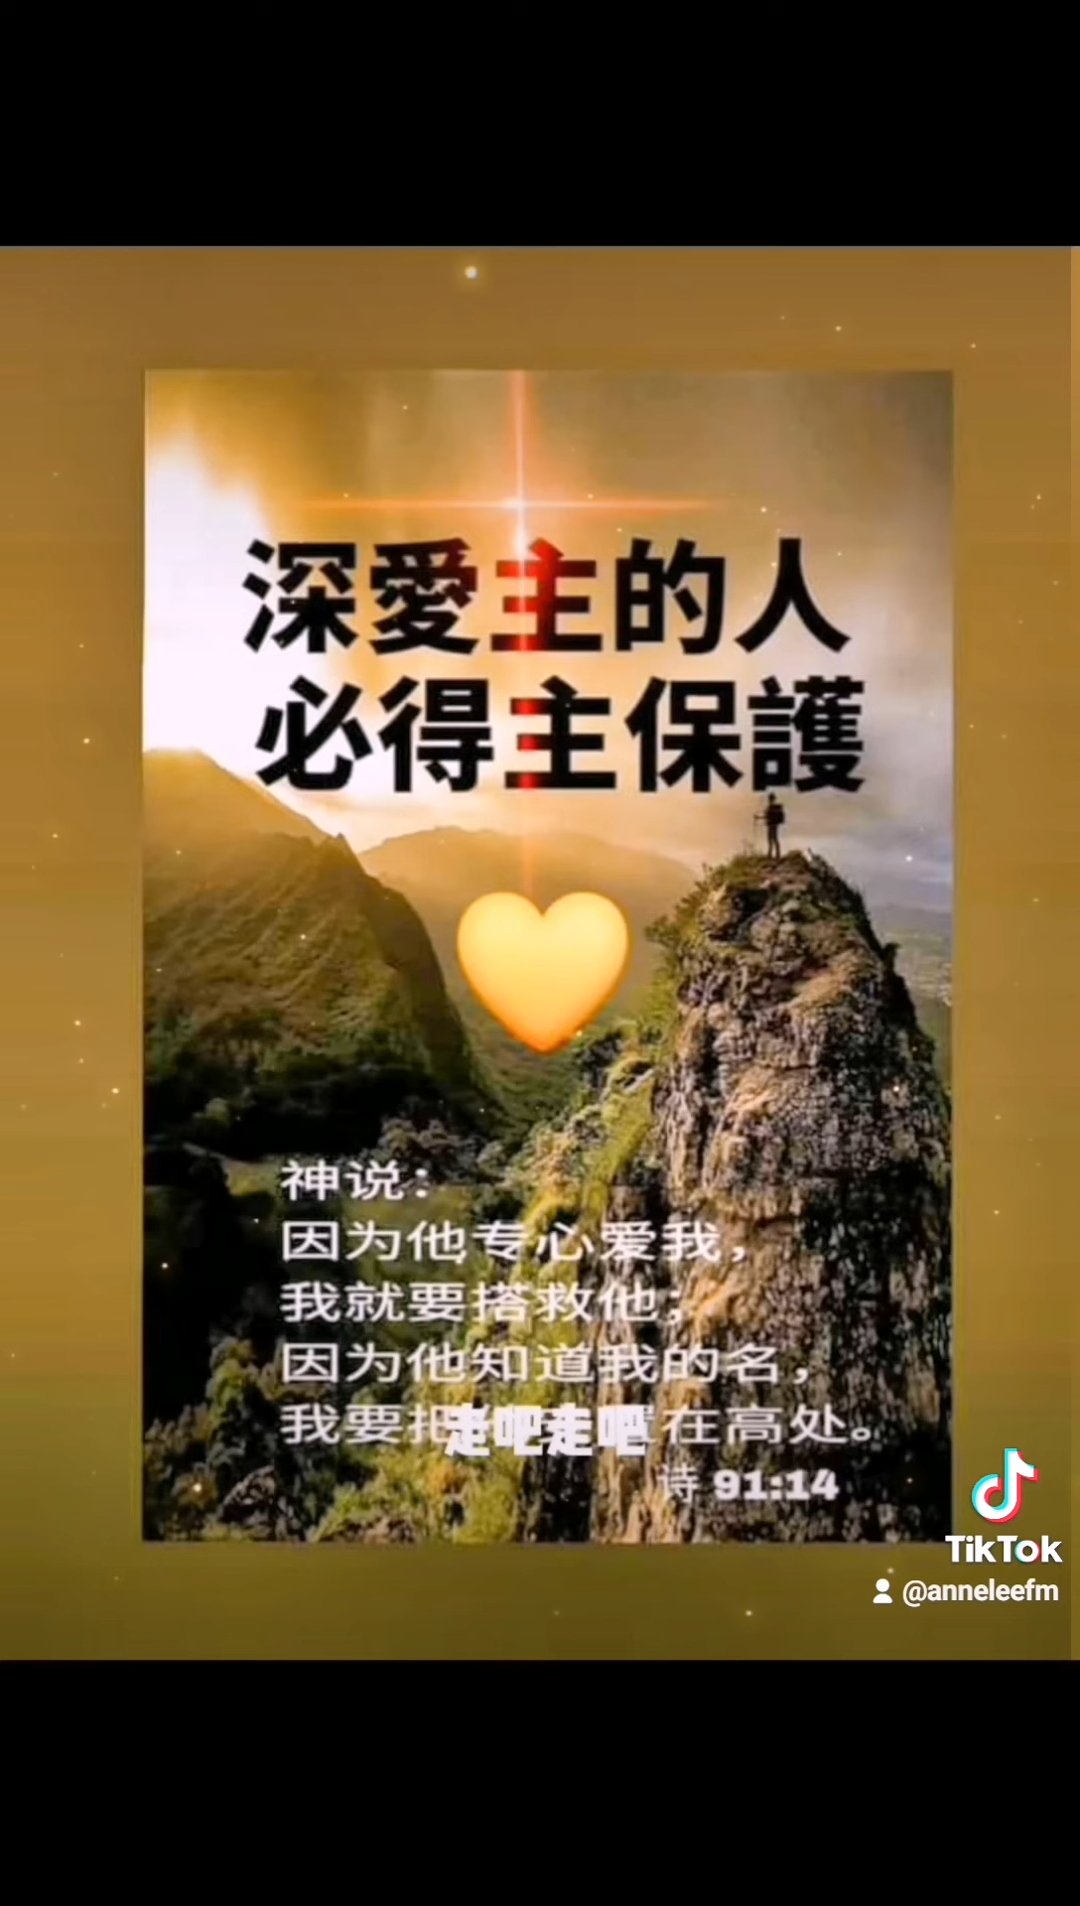 深愛主的人
必得主保護
神说：
因为他专心爱我，
我就要搭救他；
因为他知道我的名，
我要把 在高处。
走吧走吧
诗 91:14
TikTok
@anneleefm